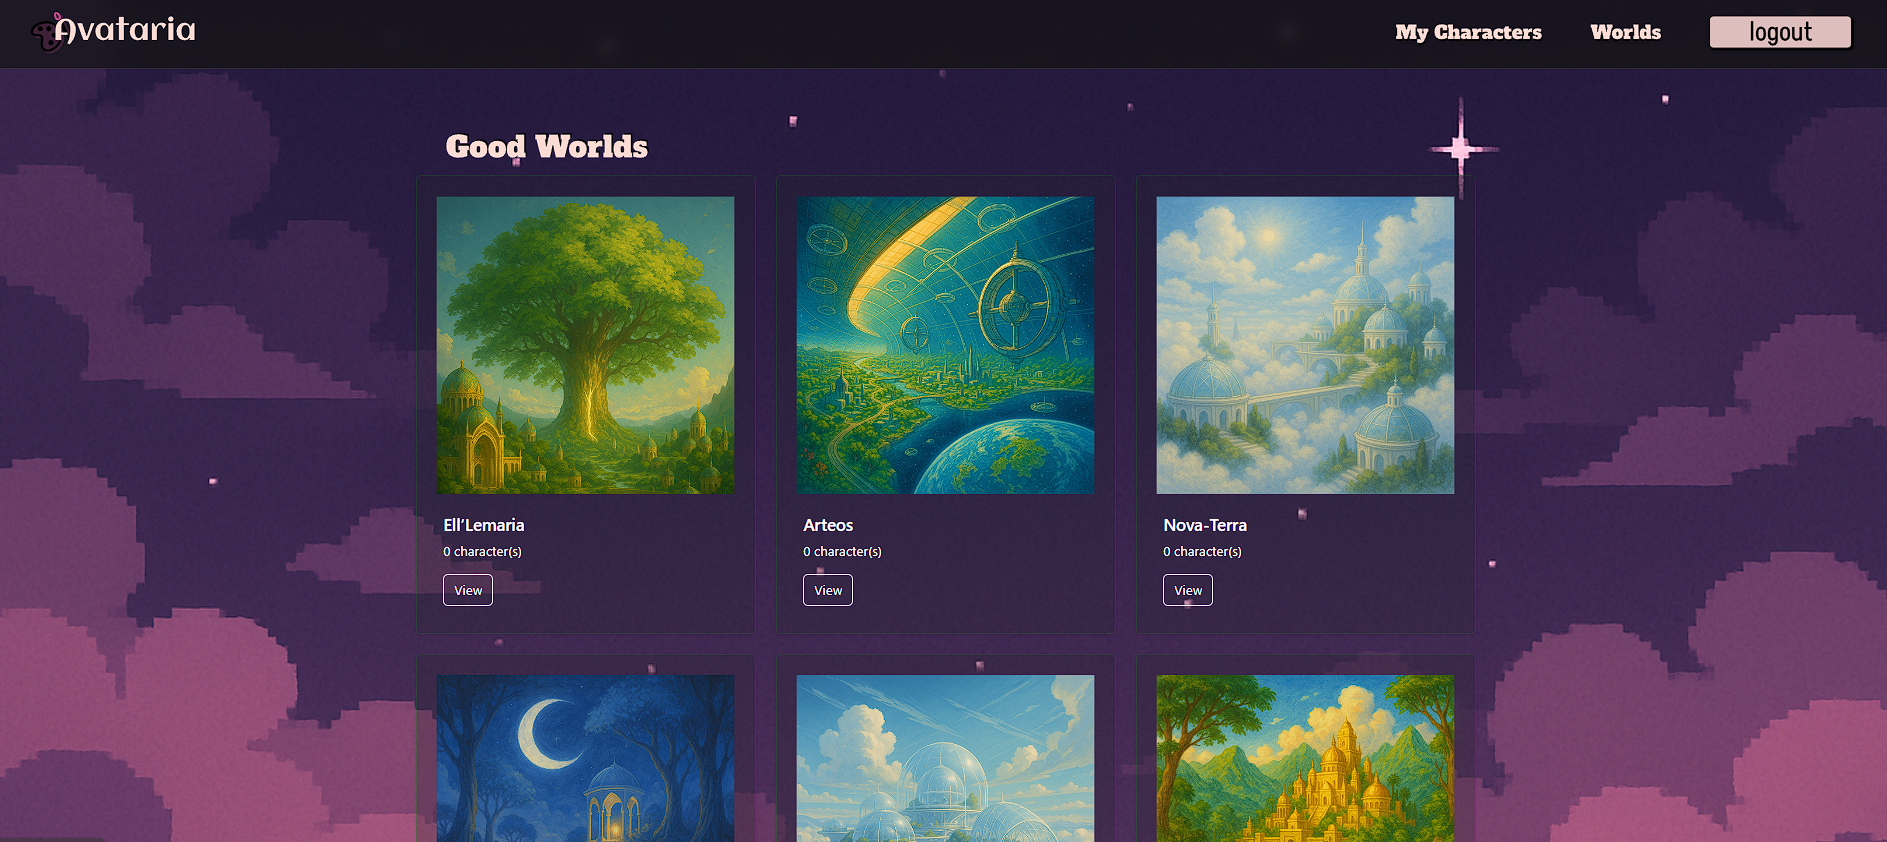 Avataria
My Characters
Worlds
logout
Good Worlds
Ell'Lemaria
0 character(s)
View
Arteos
0 character(s)
View
Nova-Terra
0 character(s)
View